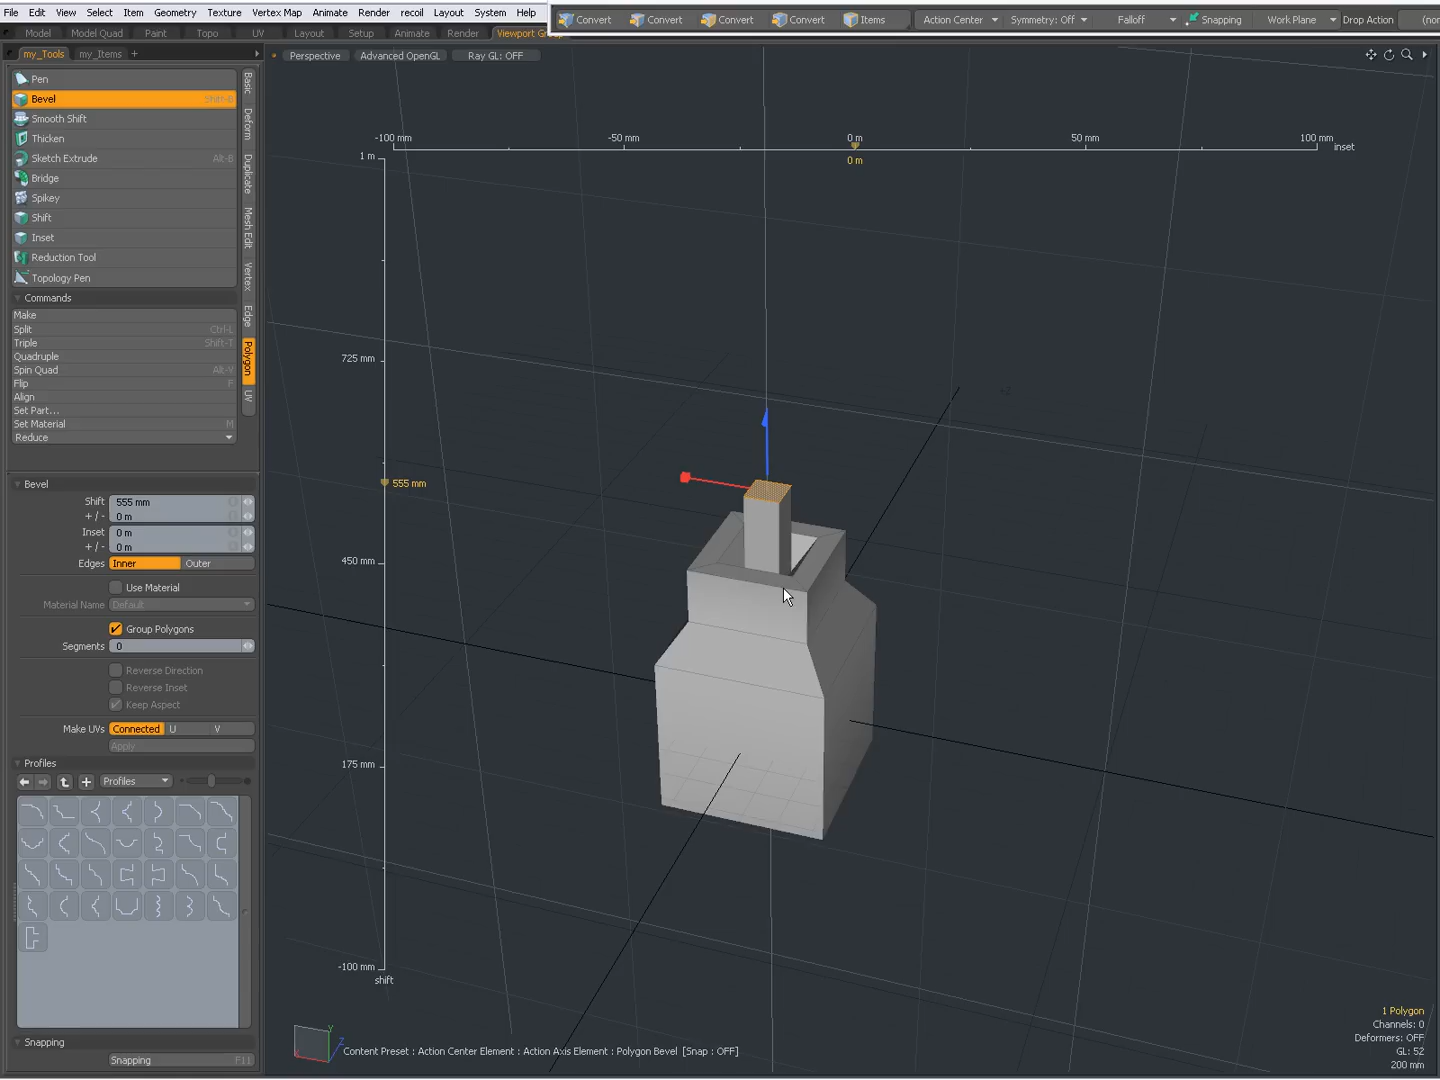 File Edit View Select Item Geometry Texture Vertex Map Animate Render recoil Layout System Help
Convert Convert Convert Convert Items Action Center Symmetry: Off Falloff Snapping Work Plane Drop Action (nor
Model Model Quad Paint Topo UV Layout Setup Animate Render Viewport Gro
my_Tools my_Items +
Perspective Advanced OpenGL Ray GL: OFF
Pen
Bevel Shift-B
Smooth Shift
Thicken
Sketch Extrude Alt-B
Bridge
Spikey
Shift
Inset
Reduction Tool
Topology Pen
Basic
Deform
Duplicate
Mesh Edit
Vertex
Edge
Polygon
UV
Commands
Make
Split Ctrl-L
Triple Shift-T
Quadruple
Spin Quad Alt-V
Flip F
Align
Set Part...
Set Material M
Reduce
Bevel
Shift 555 mm
+ / - 0 m
Inset 0 m
+ / - 0 m
Edges Inner Outer
Use Material
Material Name Default
Group Polygons
Segments 0
Reverse Direction
Reverse Inset
Keep Aspect
Make UVs Connected U V
Apply
Profiles
Profiles
Snapping
Snapping F11
-100 mm -50 mm 0 m 50 mm 100 mm
inset
0 m
1 m
725 mm
555 mm
450 mm
175 mm
-100 mm
shift
+Z
Y
Z
X
Content Preset : Action Center Element : Action Axis Element : Polygon Bevel [Snap : OFF]
1 Polygon
Channels: 0
Deformers: OFF
GL: 52
200 mm